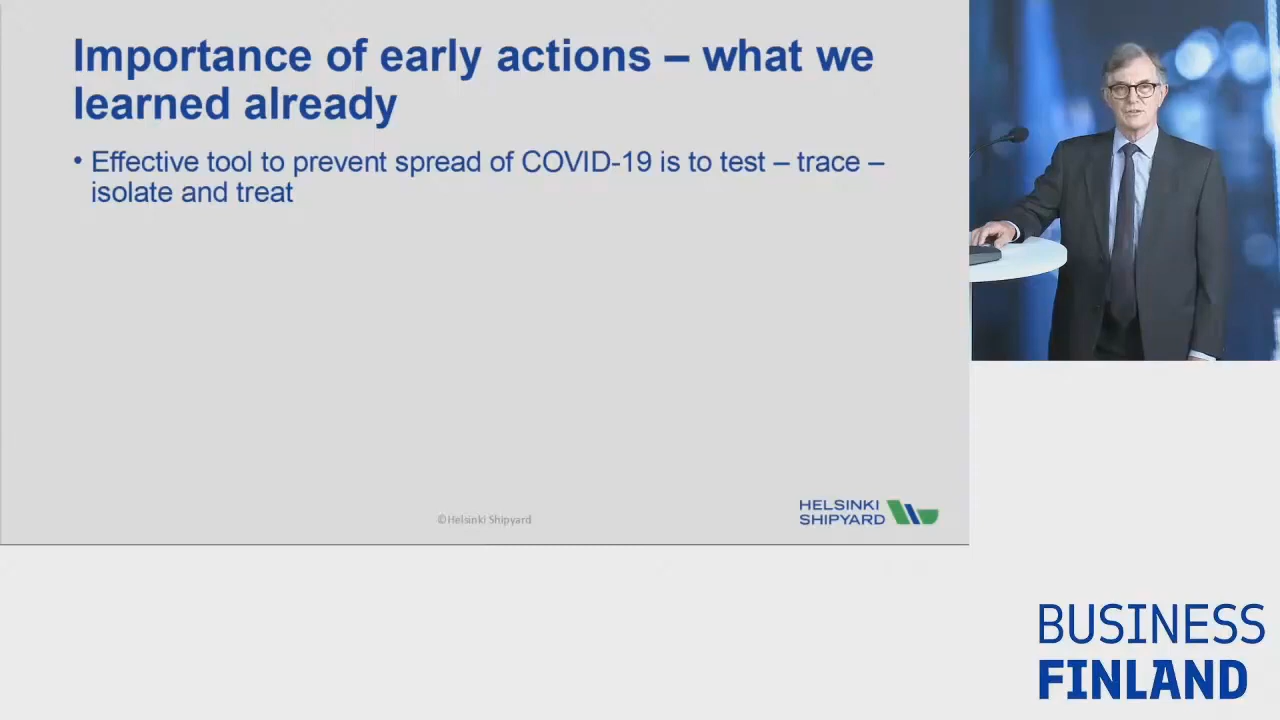 Importance of early actions – what we
learned already
• Effective tool to prevent spread of COVID-19 is to test – trace –
isolate and treat
©Helsinki Shipyard
HELSINKI
SHIPYARD
BUSINESS
FINLAND